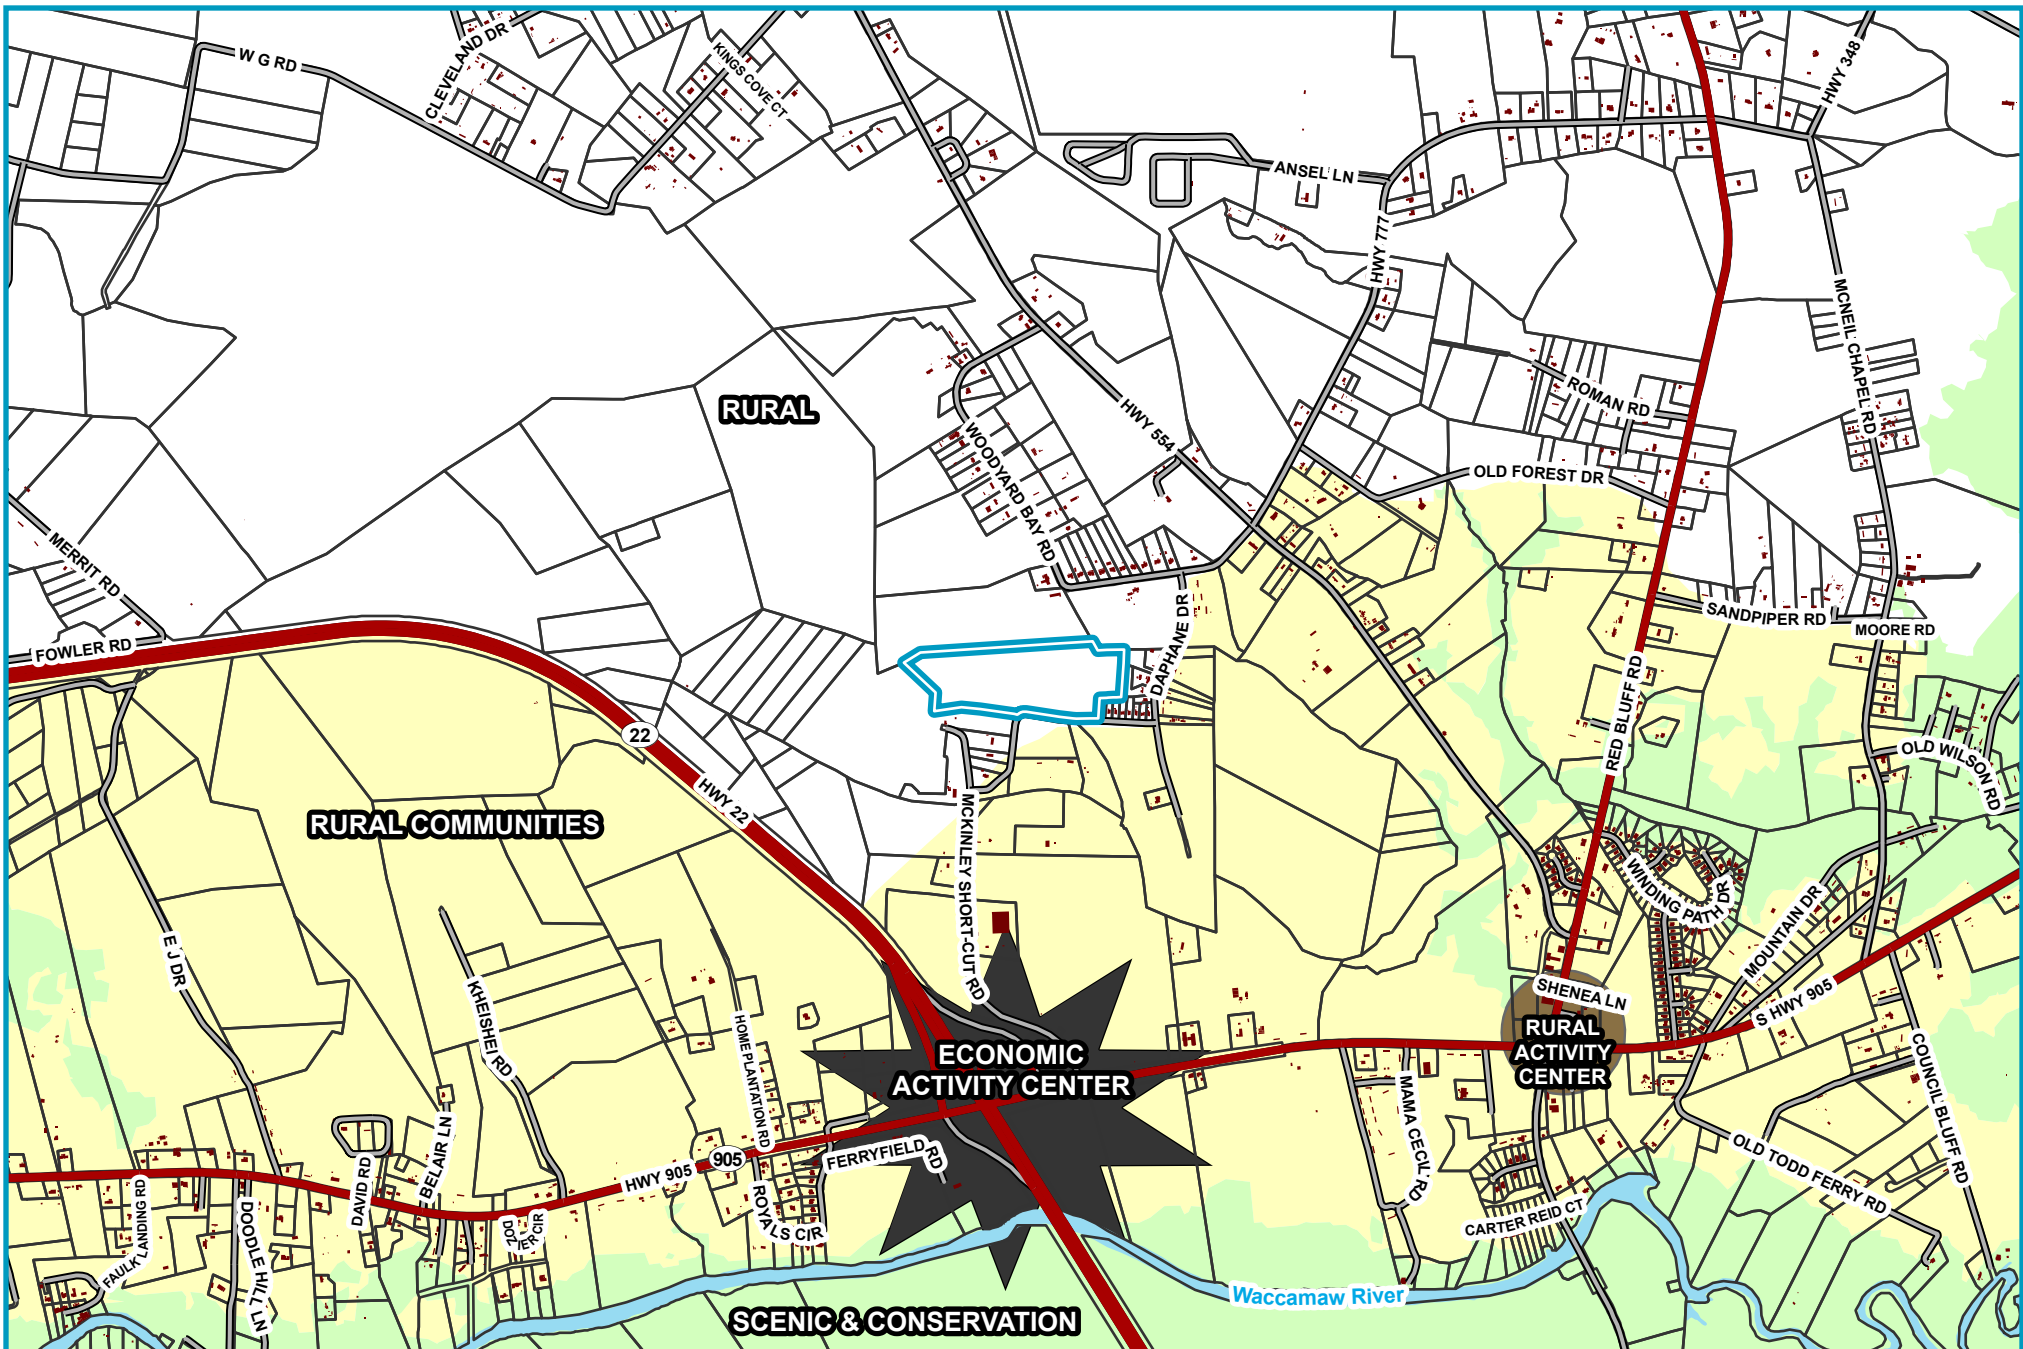 W G RD
CLEVELAND DR
KINGS COVE CT
HWY 348
ANSEL LN
HWY 777
MCNEIL CHAPEL RD
RURAL
HWY 554
ROMAN RD
WOODYARD BAY RD
OLD FOREST DR
MERRIT RD
FOWLER RD
DAPHANE DR
SANDPIPER RD
MOORE RD
RED BLUFF RD
22
HWY 22
OLD WILSON RD
RURAL COMMUNITIES
MCKINLEY SHORT-CUT RD
WINDING PATH DR
MOUNTAIN DR
E J DR
KHEISHEI RD
HOME PLANTATION RD
SHENEA LN
S HWY 905
ECONOMIC
ACTIVITY CENTER
RURAL
ACTIVITY
CENTER
COUNCIL BLUFF RD
MAMA CECIL RD
OLD TODD FERRY RD
BELAIR LN
DAVID RD
HWY 905
905
FERRYFIELD RD
ROYALS CIR
DOZIER CIR
FAULK LANDING RD
DOODLE HILL LN
CARTER REID CT
Waccamaw River
SCENIC & CONSERVATION